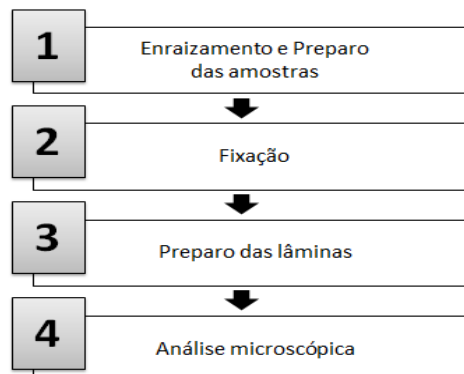 1
Enraizamento e Preparo
das amostras
2
Fixação
3
Preparo das lâminas
4
Análise microscópica